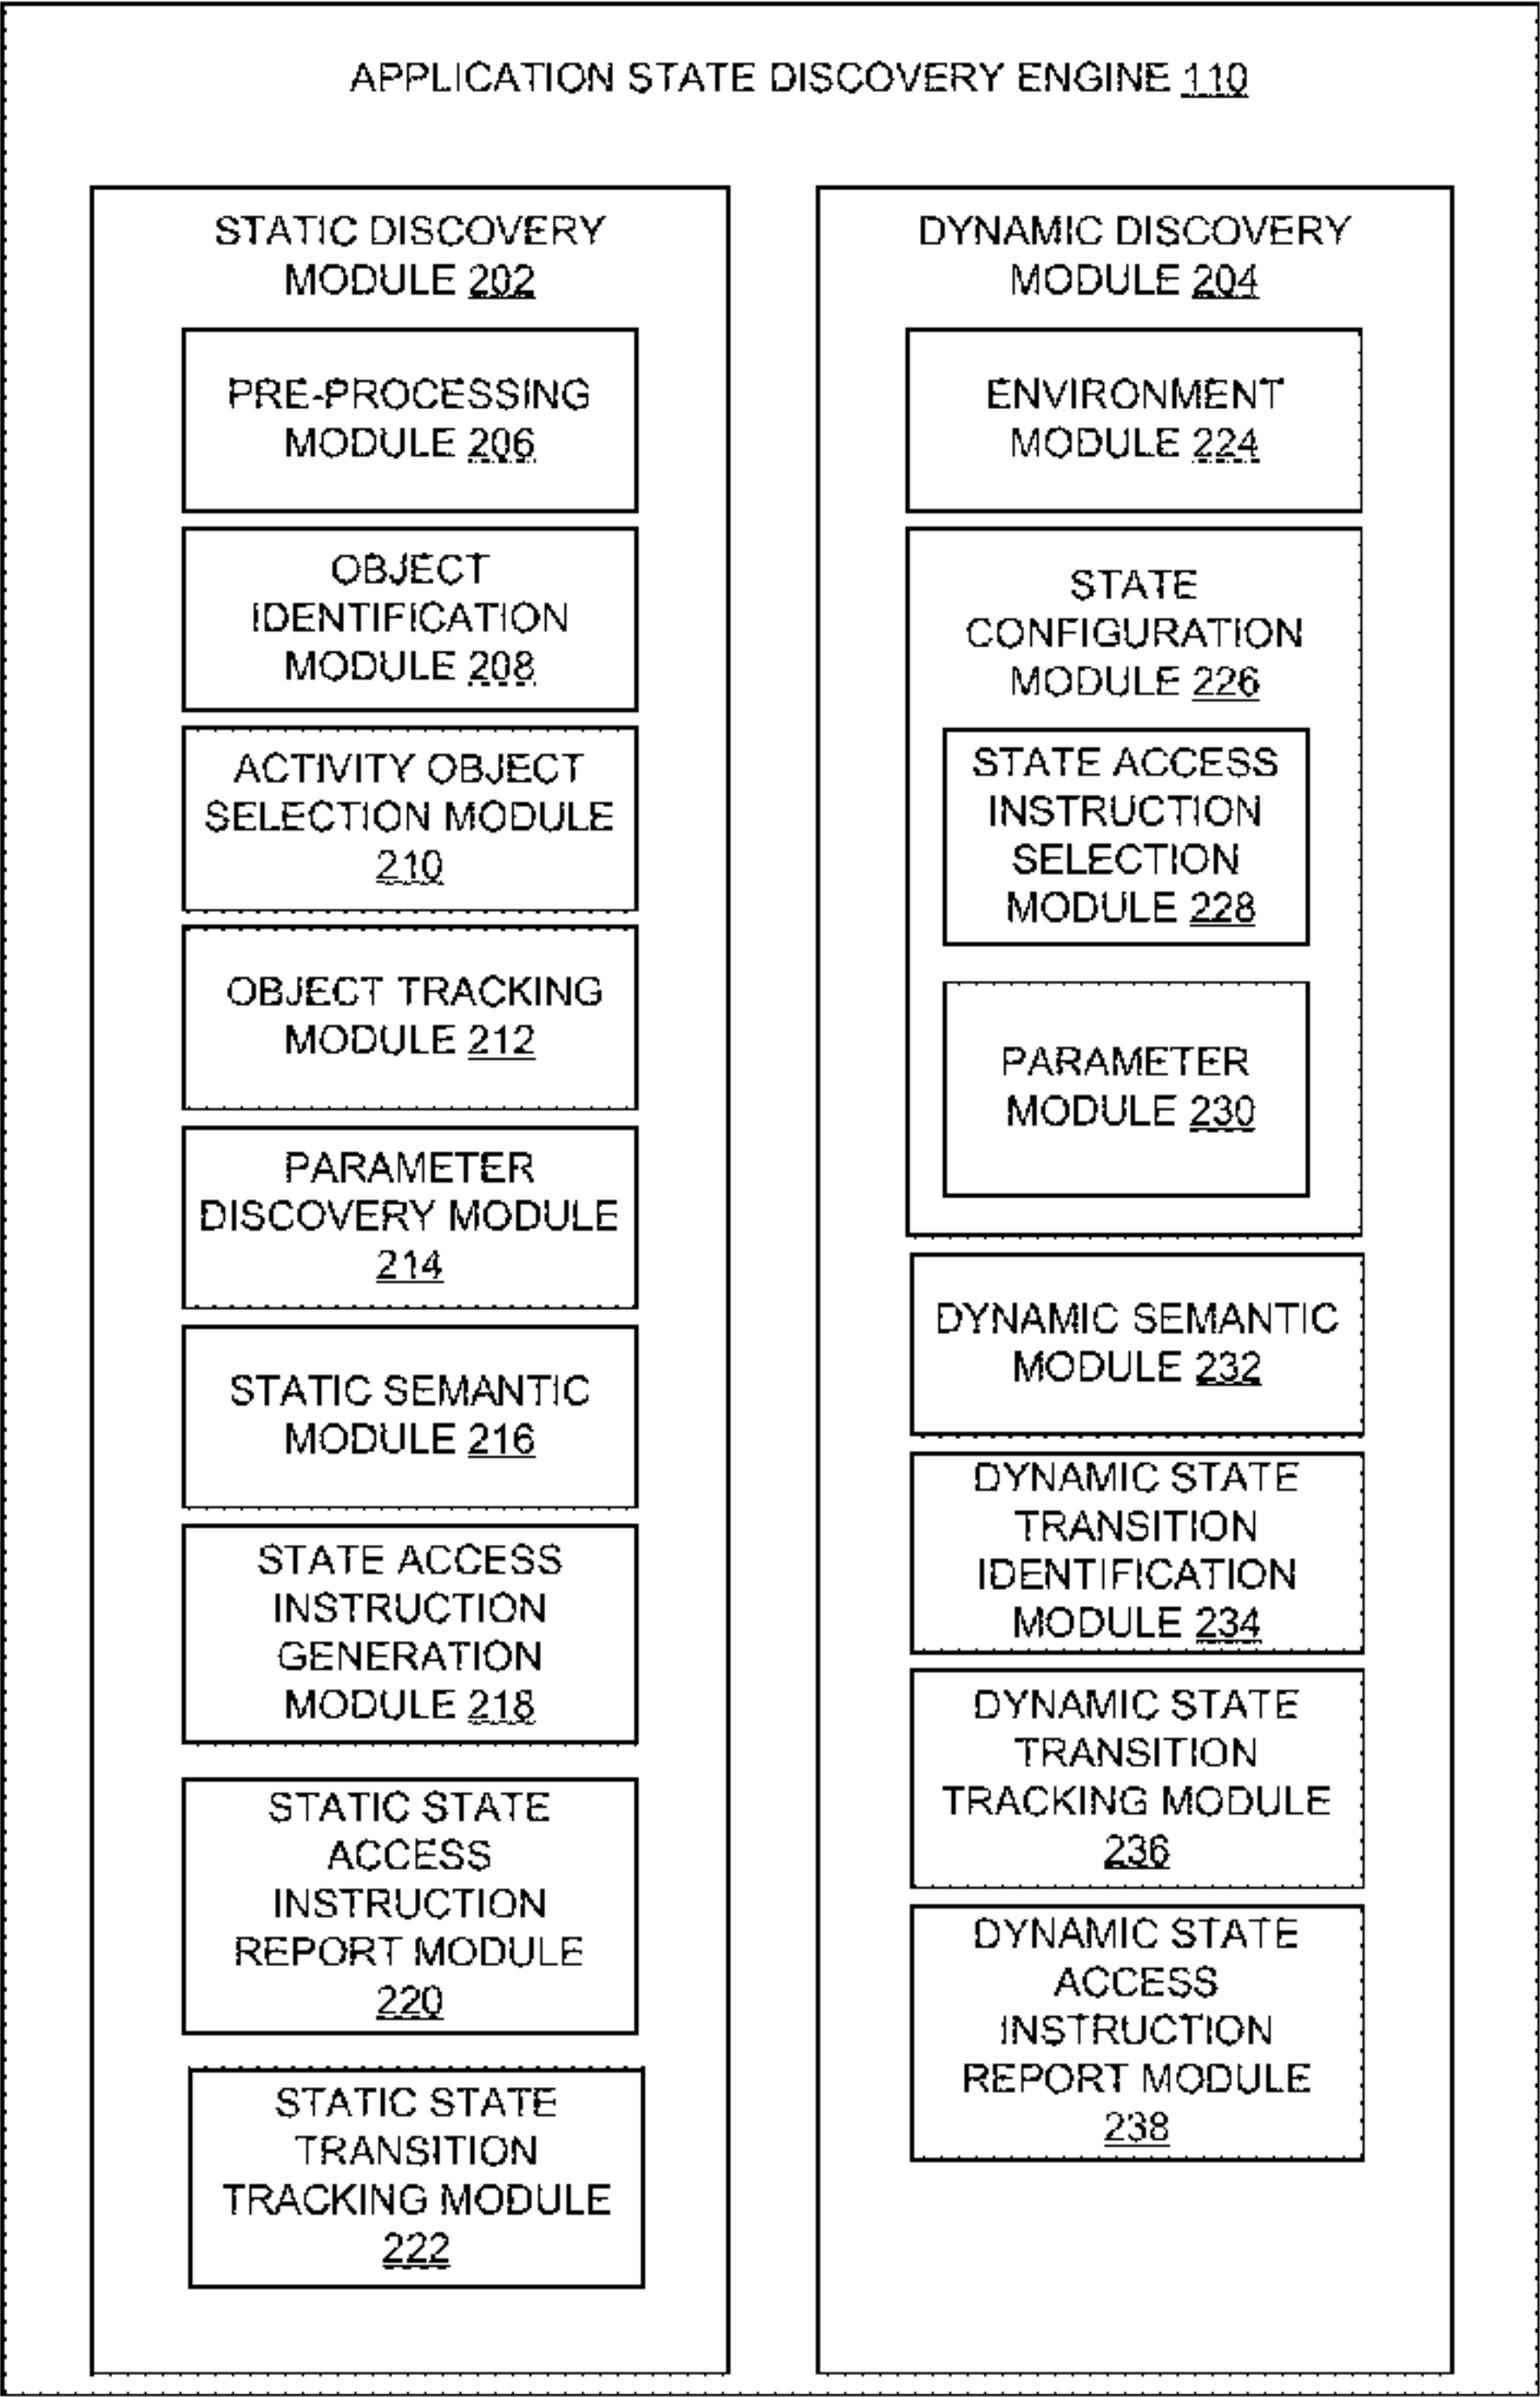 APPLICATION STATE DISCOVERY ENGINE 110
STATIC DISCOVERY
MODULE 202
PRE-PROCESSING
MODULE 206
OBJECT
IDENTIFICATION
MODULE 208
ACTIVITY OBJECT
SELECTION MODULE
210
OBJECT TRACKING
MODULE 212
PARAMETER
DISCOVERY MODULE
214
STATIC SEMANTIC
MODULE 216
STATE ACCESS
INSTRUCTION
GENERATION
MODULE 218
STATIC STATE
ACCESS
INSTRUCTION
REPORT MODULE
220
STATIC STATE
TRANSITION
TRACKING MODULE
222
DYNAMIC DISCOVERY
MODULE 204
ENVIRONMENT
MODULE 224
STATE
CONFIGURATION
MODULE 226
STATE ACCESS
INSTRUCTION
SELECTION
MODULE 228
PARAMETER
MODULE 230
DYNAMIC SEMANTIC
MODULE 232
DYNAMIC STATE
TRANSITION
IDENTIFICATION
MODULE 234
DYNAMIC STATE
TRANSITION
TRACKING MODULE
236
DYNAMIC STATE
ACCESS
INSTRUCTION
REPORT MODULE
238